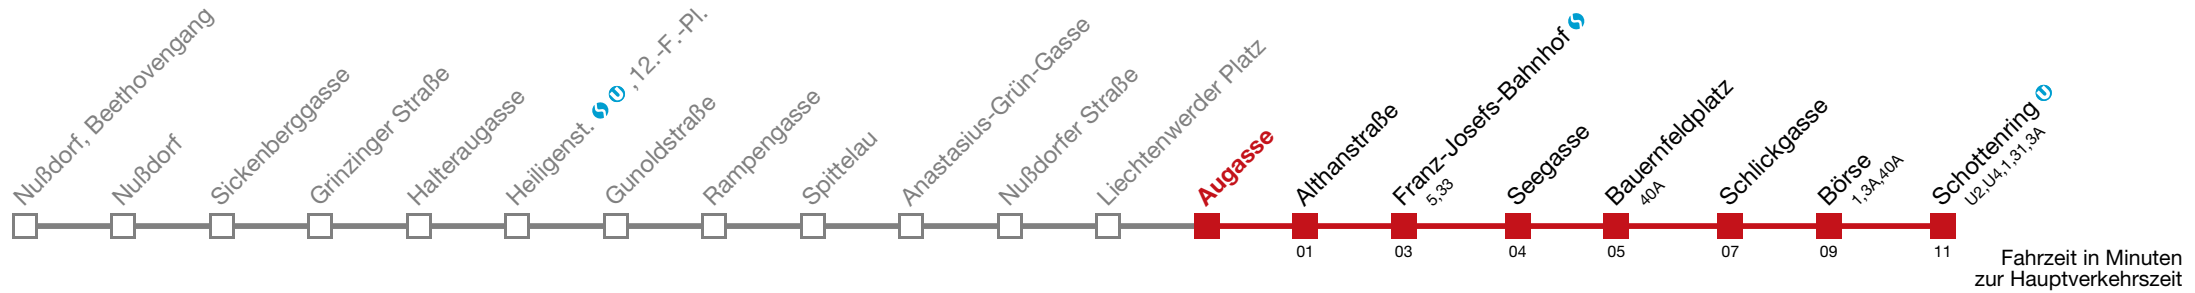 Nußdorf, Beethovengang
Nußdorf
Sickenberggasse
Grinzinger Straße
Halteraugasse
Heiligenst. S U ,12.-F.-Pl.
Gunoldstraße
Rampengasse
Spittelau
Anastasius-Grün-Gasse
Nußdorfer Straße
Liechtenwerder Platz
Augasse
Althanstraße
Franz-Josefs-Bahnhof S
5,33
Seegasse
Bauernfeldplatz
40A
Schlickgasse
Börse
1,3A,40A
Schottenring U
U2,U4,1,31,3A
01 03 04 05 07 09 11
Fahrzeit in Minuten
zur Hauptverkehrszeit